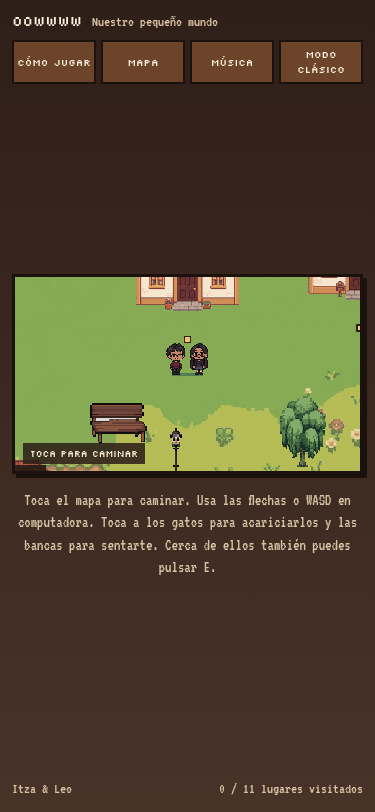 OOWWWW Nuestro pequeño mundo
CÓMO JUGAR
MAPA
MÚSICA
MODO
CLÁSICO
TOCA PARA CAMINAR
Toca el mapa para caminar. Usa las flechas o WASD en
computadora. Toca a los gatos para acariciarlos y las
bancas para sentarte. Cerca de ellos también puedes
pulsar E.
Itza & Leo
0 / 11 lugares visitados